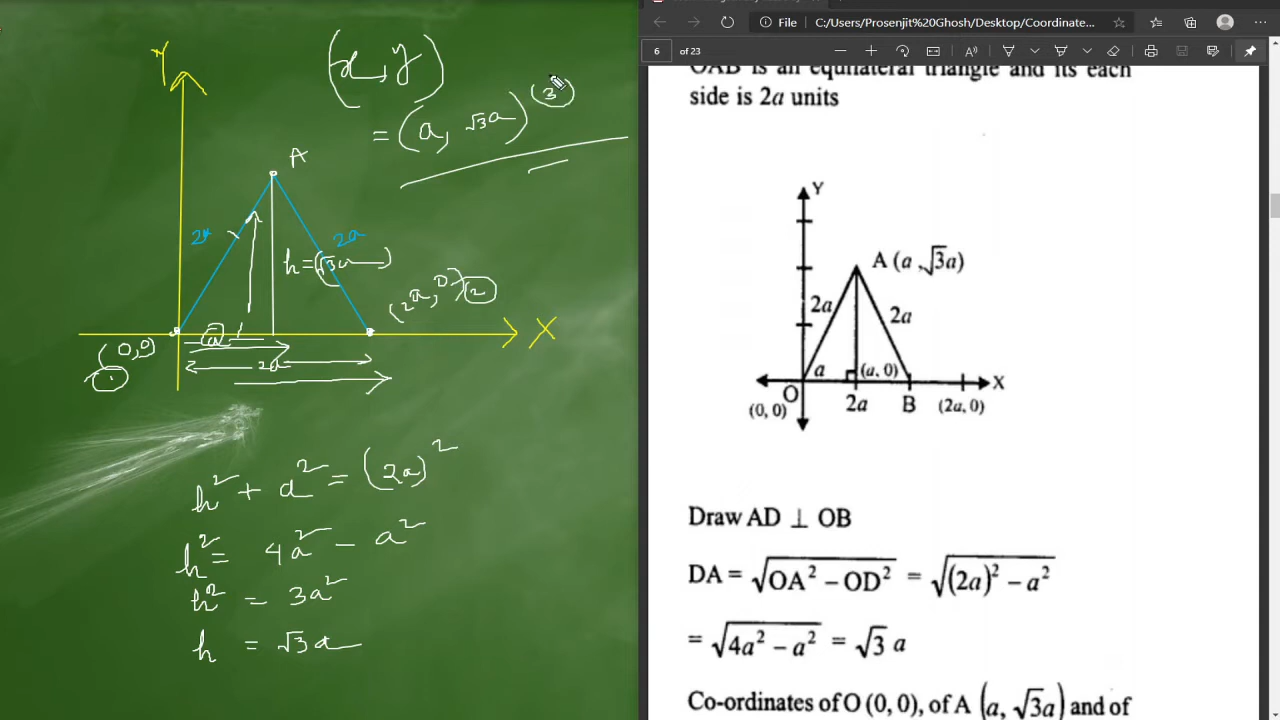 Y
(x, y)
= (a, √3a) (3)
A
2a
2a
h = (√3a)
(2a, 0) (2)
(0,0)
(1)
a
2a
X
h² + a² = (2a)²
h² = 4a² - a²
h² = 3a²
h = √3a
File C:/Users/Prosenjit%20Ghosh/Desktop/Coordinate...
6 of 23
OAB is an equilateral triangle and its each
side is 2a units
Y
A (a ,√3a)
2a
2a
a (a, 0)
X
O
(0, 0)
2a B (2a, 0)
Draw AD ⊥ OB
DA = √(OA² – OD²) = √((2a)² – a²)
= √(4a² – a²) = √3 a
Co-ordinates of O (0, 0), of A (a, √3a) and of